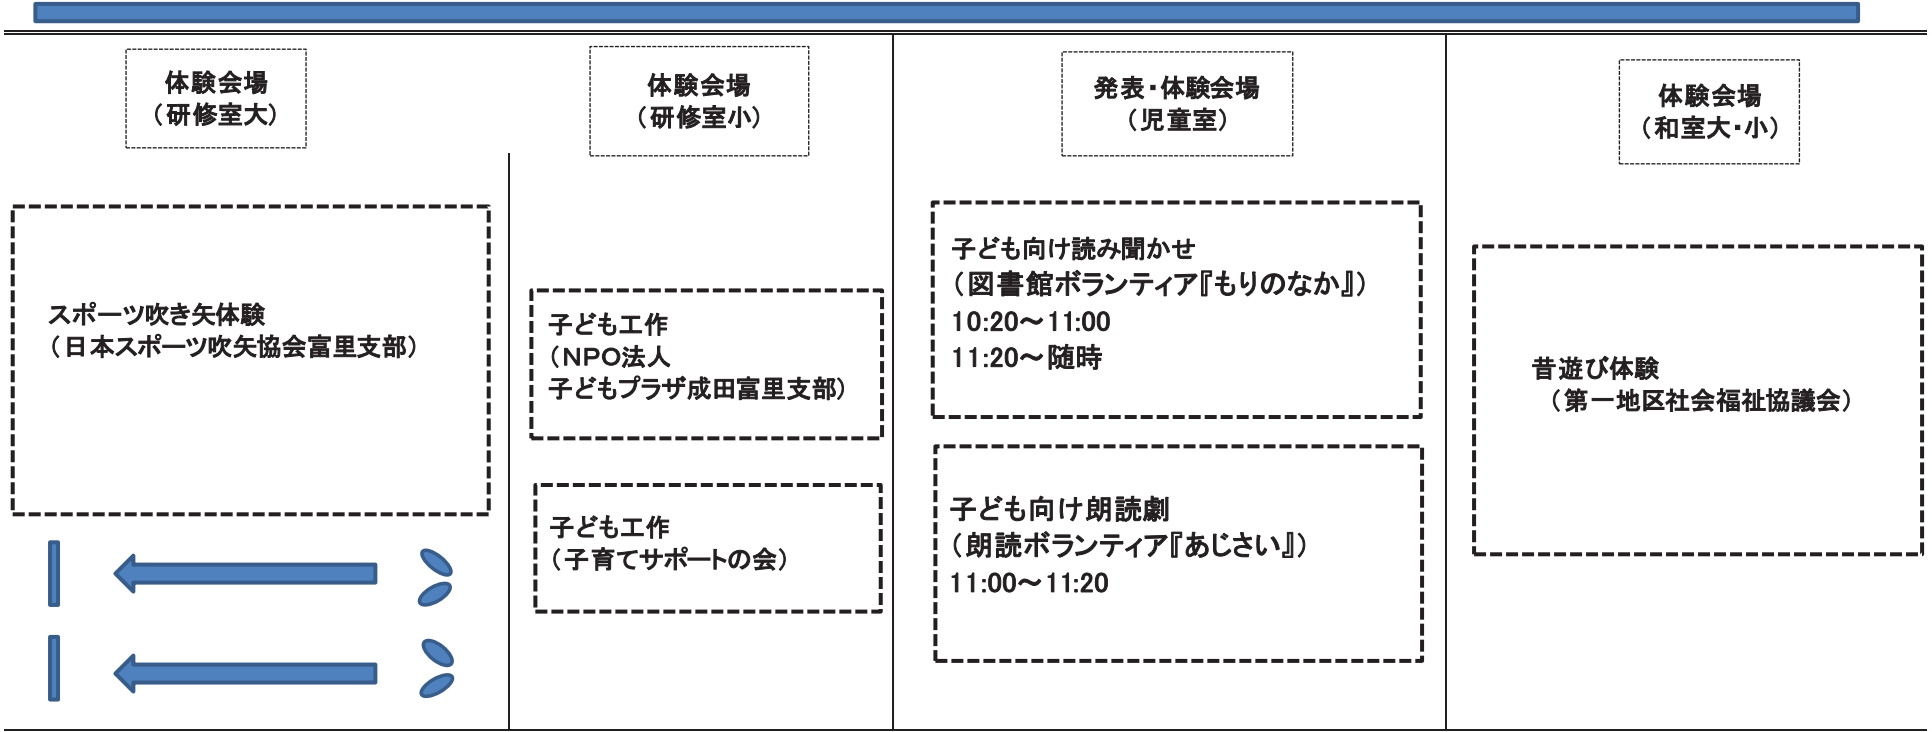 体験会場
（研修室大）
スポーツ吹き矢体験
（日本スポーツ吹矢協会富里支部）
体験会場
（研修室小）
子ども工作
（ＮＰＯ法人
子どもプラザ成田富里支部）
子ども工作
（子育てサポートの会）
発表・体験会場
（児童室）
子ども向け読み聞かせ
（図書館ボランティア『もりのなか』）
10:20～11:00
11:20～随時
子ども向け朗読劇
（朗読ボランティア『あじさい』）
11:00～11:20
体験会場
（和室大・小）
昔遊び体験
（第一地区社会福祉協議会）